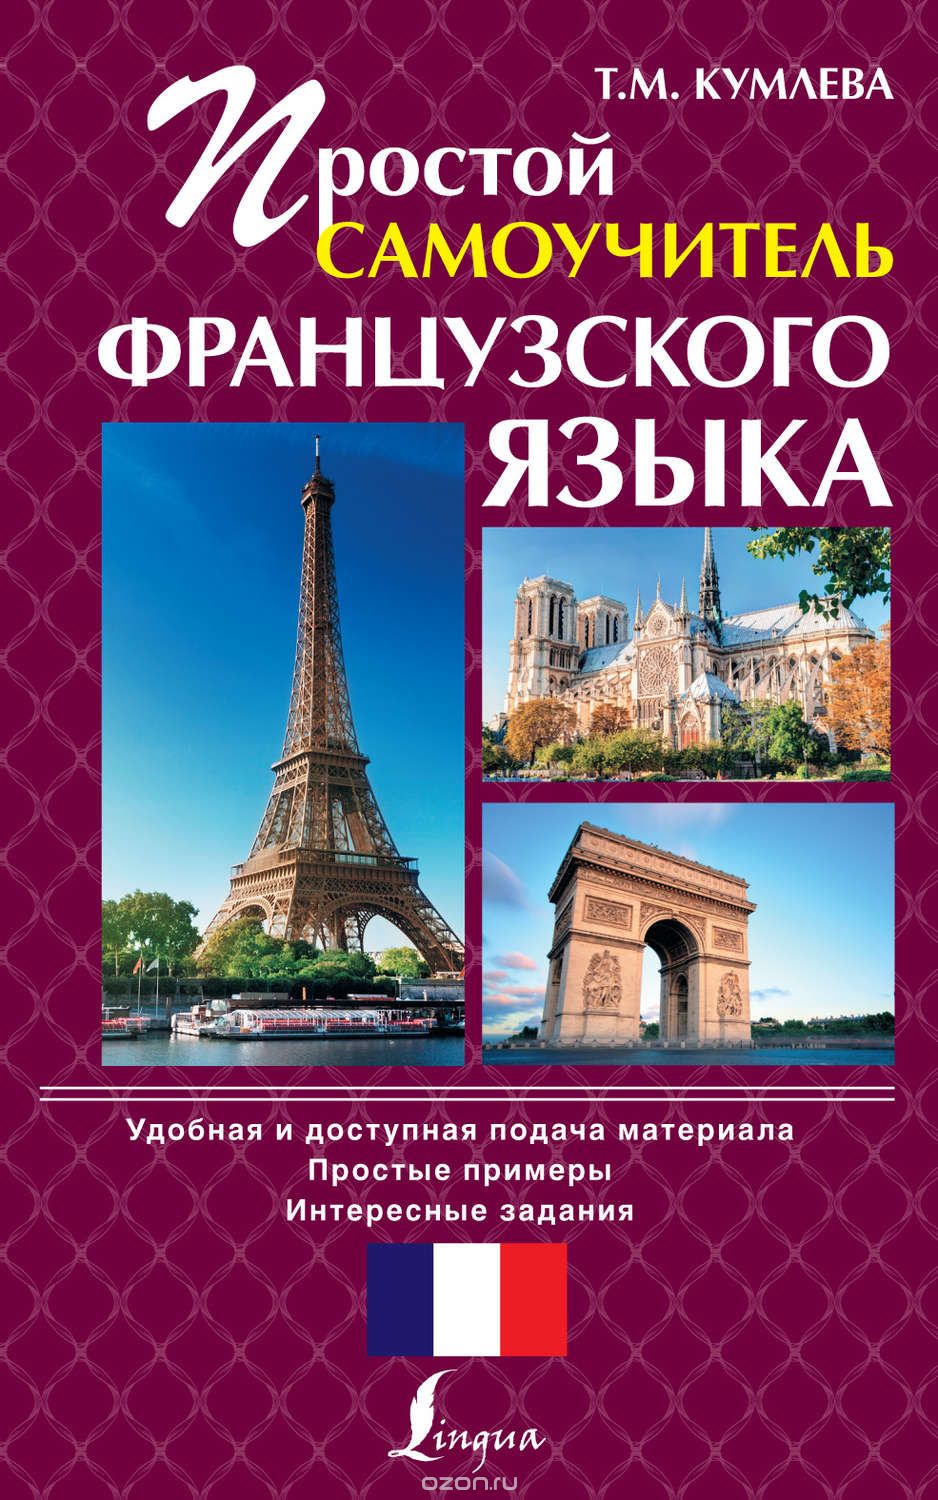 Т.М. КУМЛЕВА
Простой
САМОУЧИТЕЛЬ
ФРАНЦУЗСКОГО
ЯЗЫКА
Удобная и доступная подача материала
Простые примеры
Интересные задания
Lingua
ozon.ru